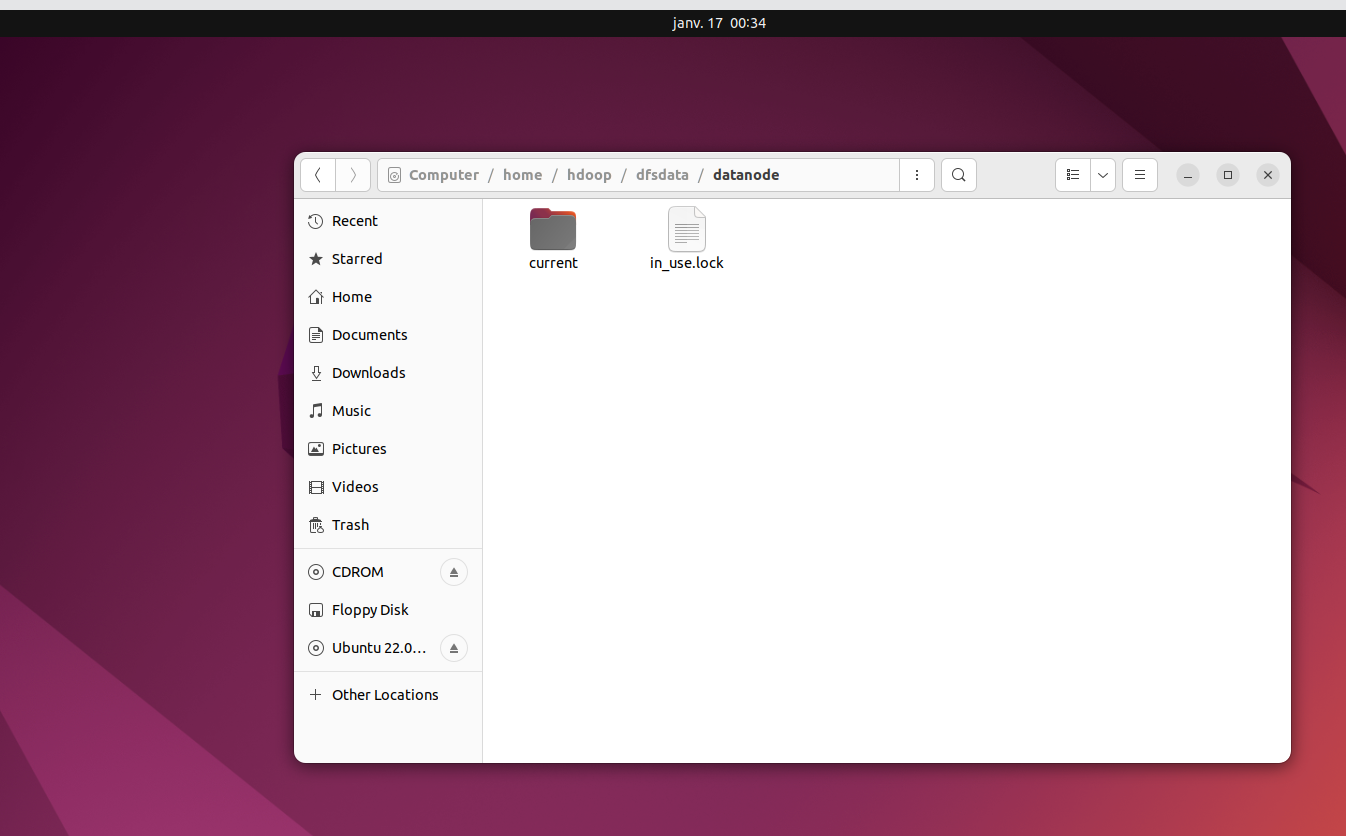 janv. 17  00:34
Computer / home / hdoop / dfsdata / datanode
Recent
Starred
Home
Documents
Downloads
Music
Pictures
Videos
Trash
CDROM
Floppy Disk
Ubuntu 22.0…
Other Locations
current
in_use.lock